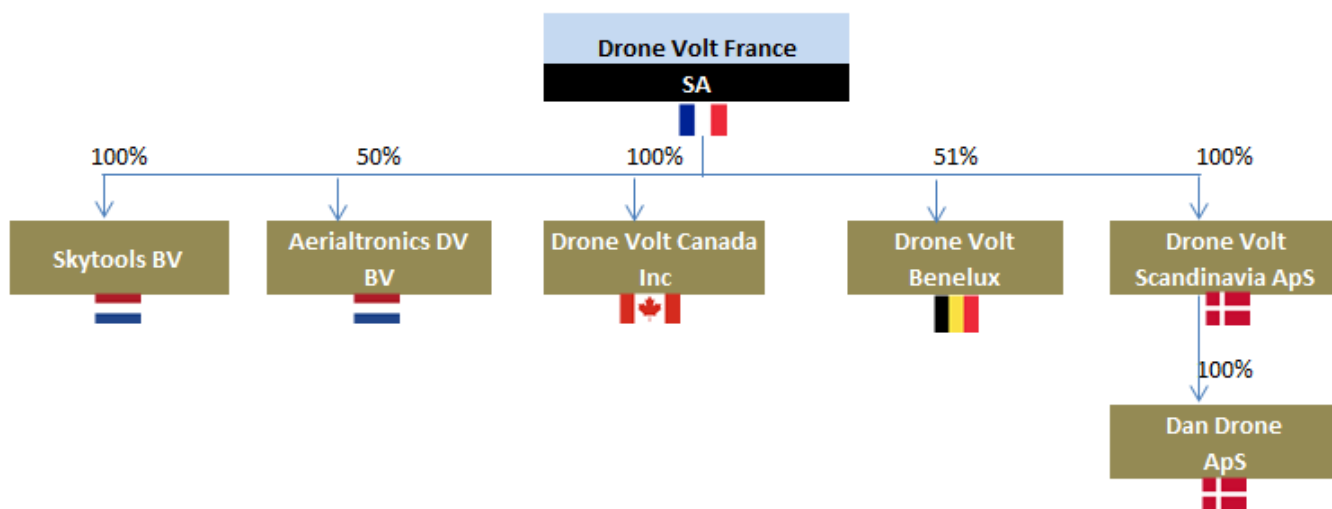 Drone Volt France
SA
100%
50%
100%
51%
100%
Skytools BV
Aerialtronics DV
BV
Drone Volt Canada
Inc
Drone Volt
Benelux
Drone Volt
Scandinavia ApS
100%
Dan Drone
ApS